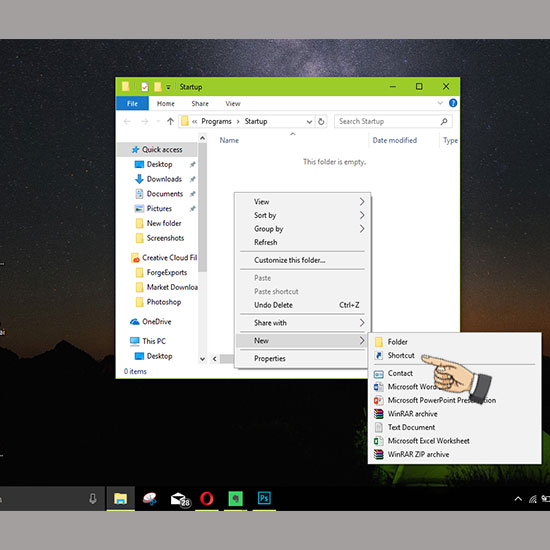 Startup
File Home Share View
« Programs > Startup
Search Startup
Name Date modified Type
This folder is empty.
Quick access
Desktop
Downloads
Documents
Pictures
New folder
Screenshots
Creative Cloud Fil
ForgeExports
Market Downloa
Photoshop
OneDrive
This PC
Desktop
0 items
View
Sort by
Group by
Refresh
Customize this folder...
Paste
Paste shortcut
Undo Delete Ctrl+Z
Share with
New
Properties
Folder
Shortcut
Contact
Microsoft Word
Microsoft PowerPoint Presentation
WinRAR archive
Text Document
Microsoft Excel Worksheet
WinRAR ZIP archive
28
Ps